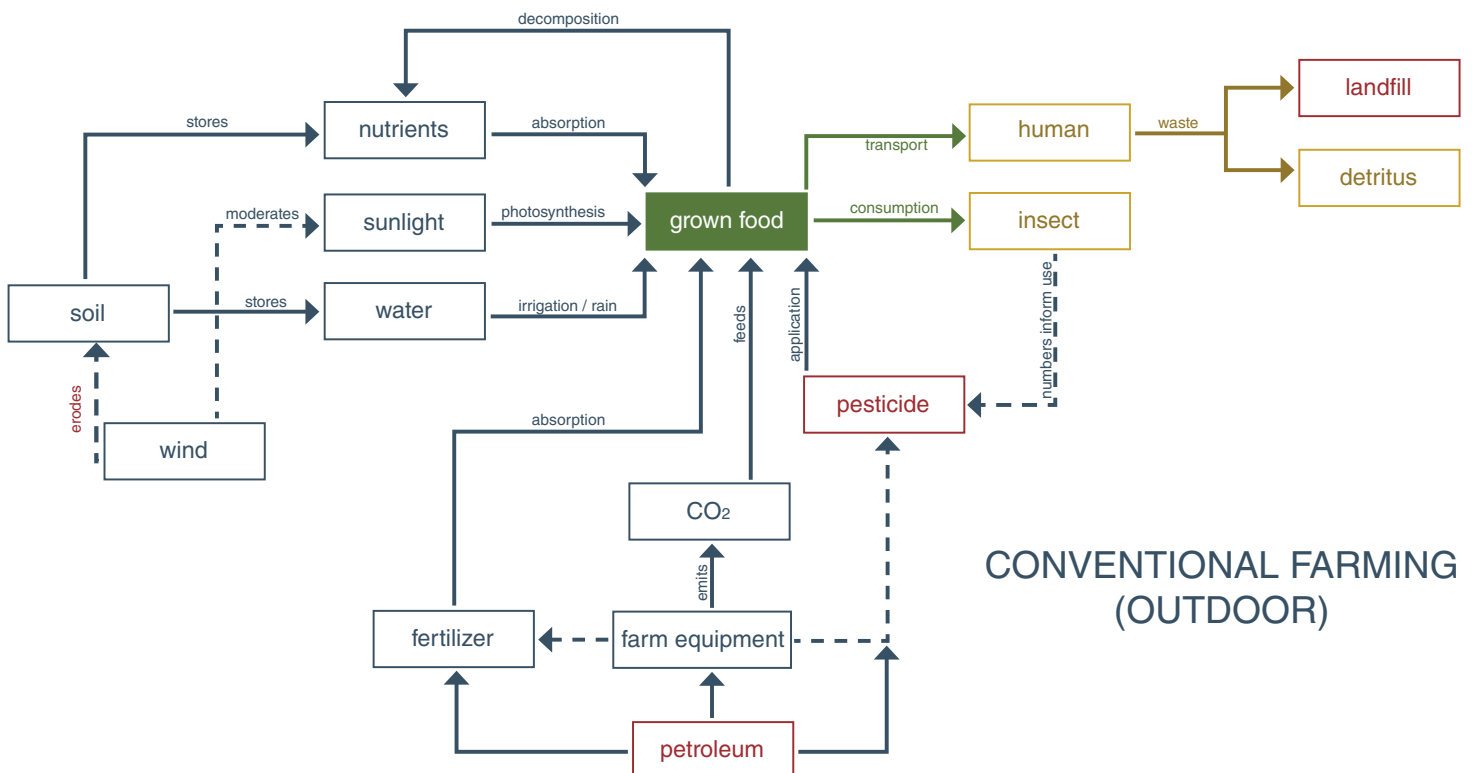 decomposition
landfill
stores
nutrients
absorption
human
waste
transport
detritus
moderates
sunlight
photosynthesis
grown food
consumption
insect
soil
stores
water
irrigation / rain
feeds
application
numbers inform use
erodes
pesticide
absorption
wind
CO₂
CONVENTIONAL FARMING
(OUTDOOR)
emits
fertilizer
farm equipment
petroleum